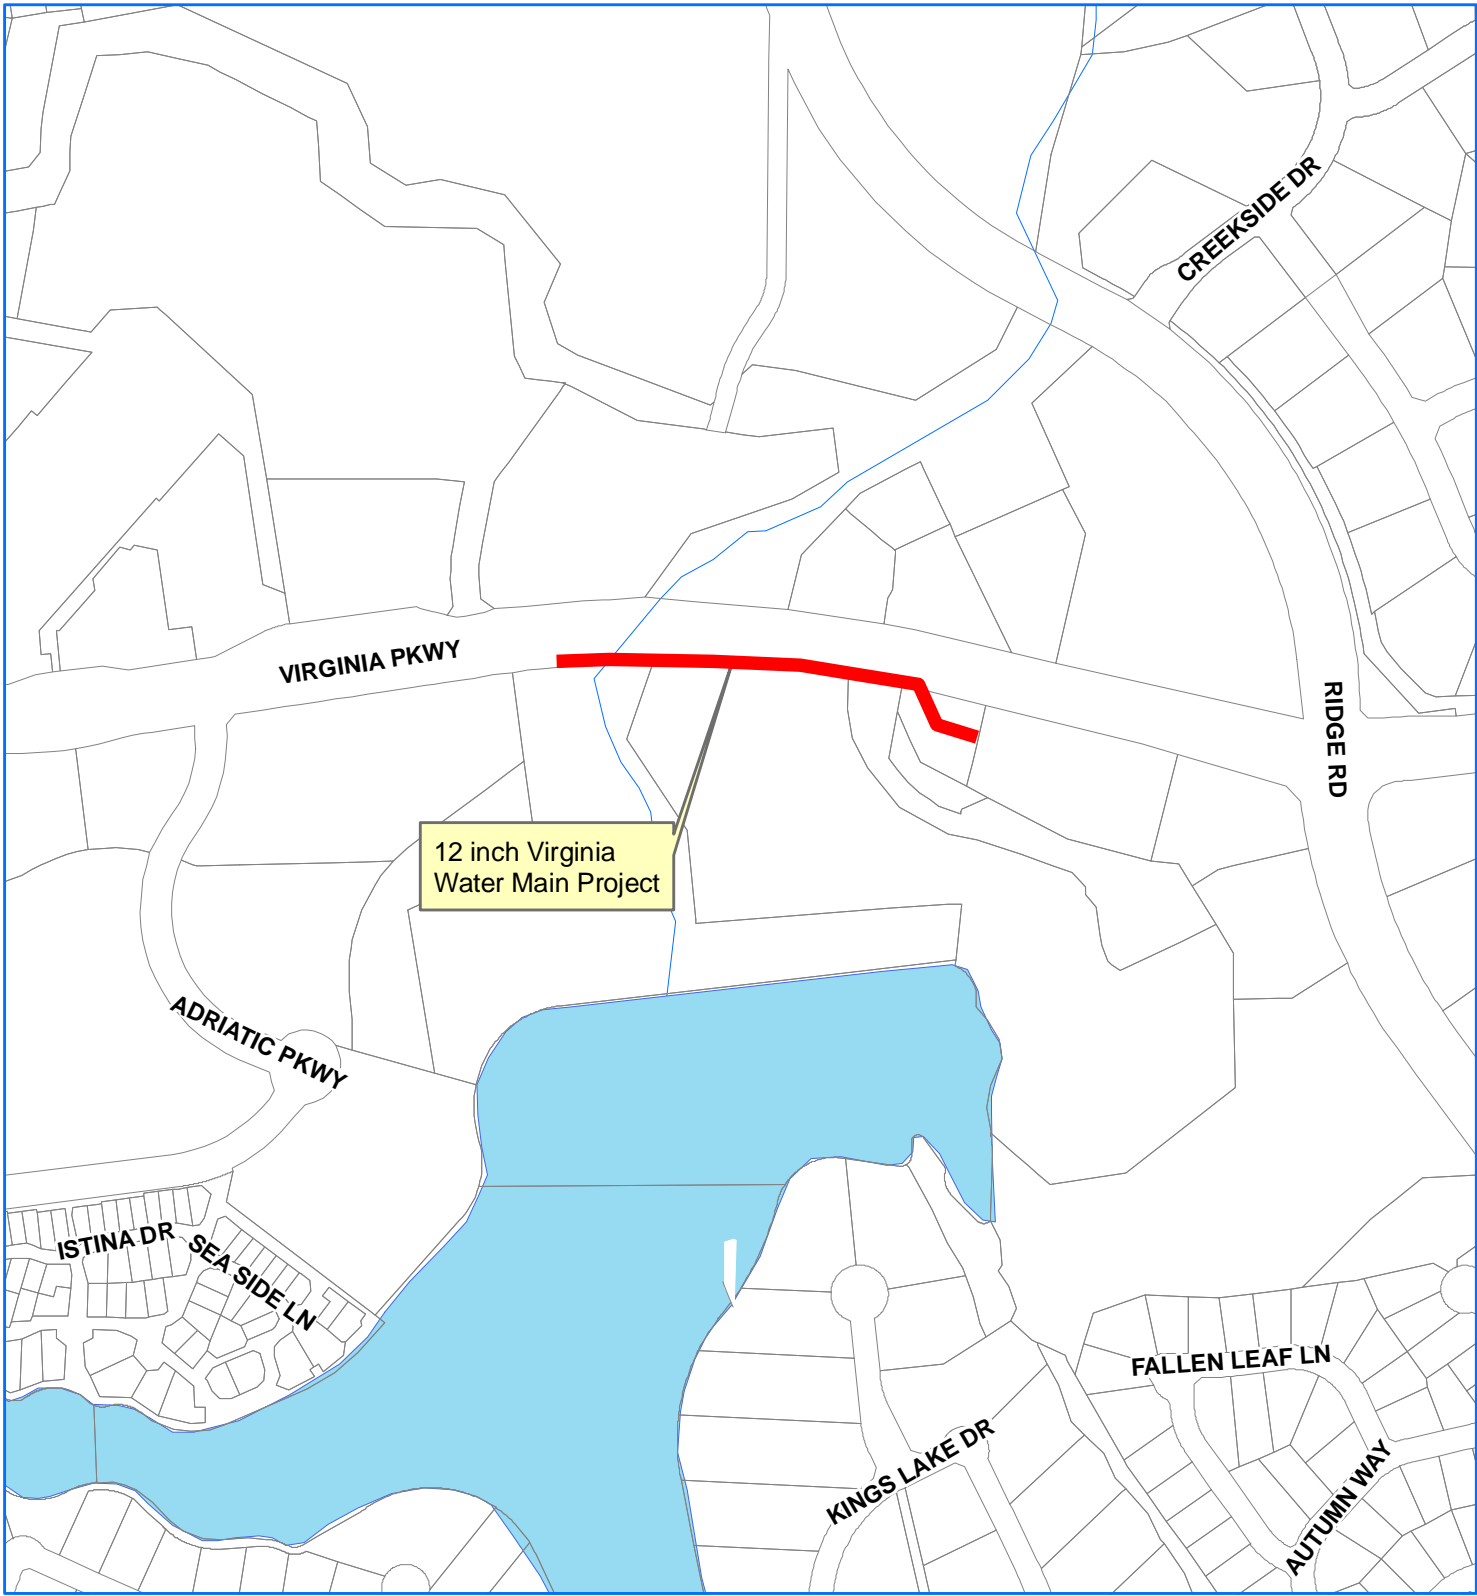 CREEKSIDE DR
VIRGINIA PKWY
RIDGE RD
12 inch Virginia
Water Main Project
ADRIATIC PKWY
ISTINA DR
SEA SIDE LN
FALLEN LEAF LN
KINGS LAKE DR
AUTUMN WAY